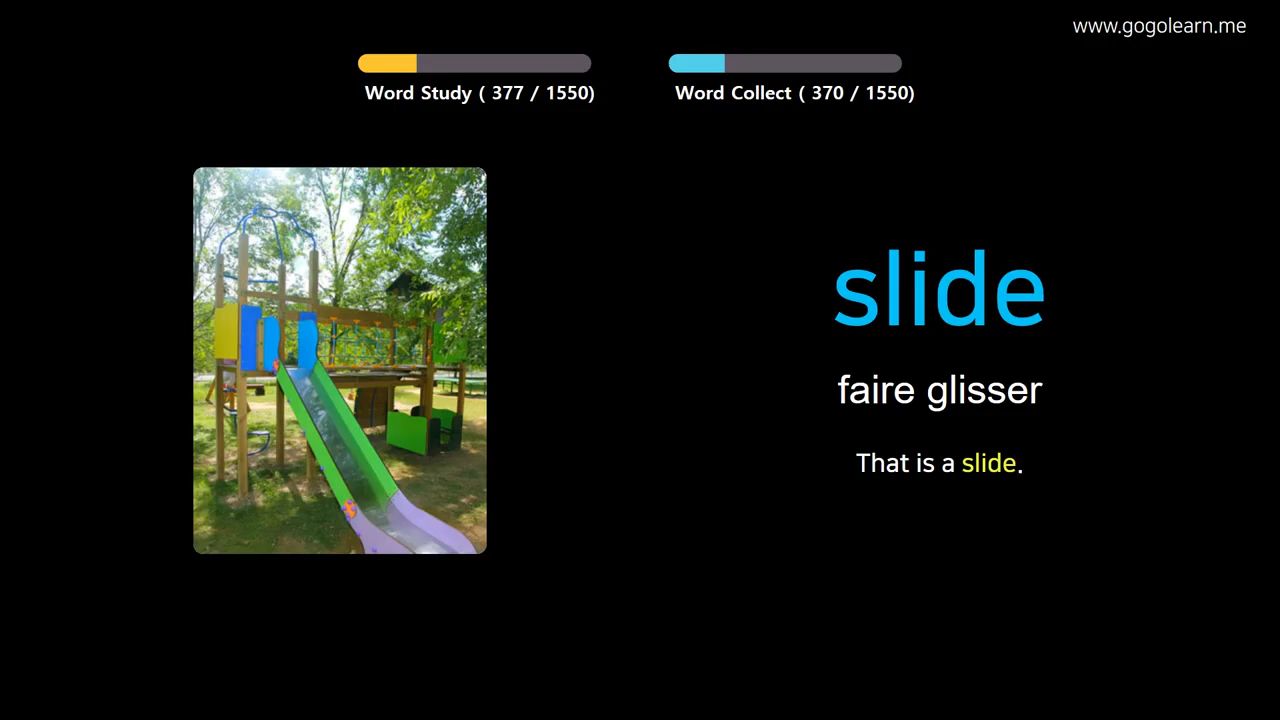 www.gogolearn.me
Word Study ( 377 / 1550)
Word Collect ( 370 / 1550)
slide
faire glisser
That is a slide.